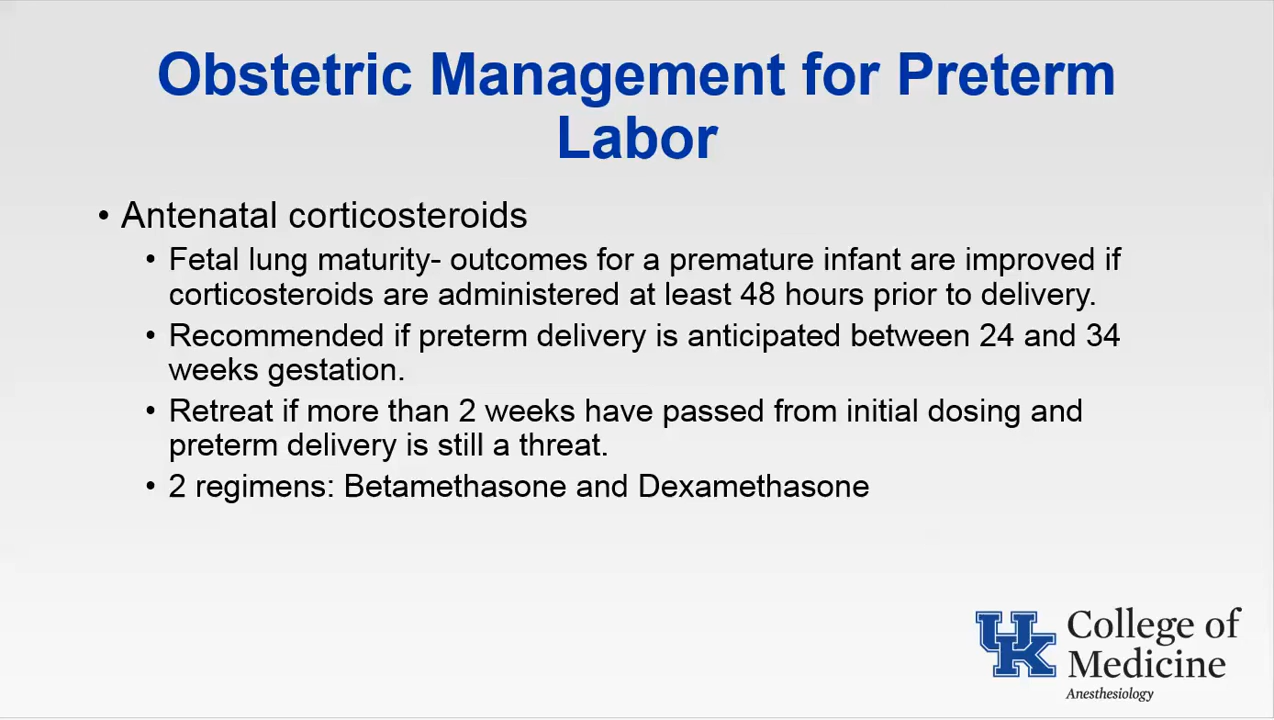 Obstetric Management for Preterm
Labor
• Antenatal corticosteroids
• Fetal lung maturity- outcomes for a premature infant are improved if
corticosteroids are administered at least 48 hours prior to delivery.
• Recommended if preterm delivery is anticipated between 24 and 34
weeks gestation.
• Retreat if more than 2 weeks have passed from initial dosing and
preterm delivery is still a threat.
• 2 regimens: Betamethasone and Dexamethasone
UK
College of
Medicine
Anesthesiology